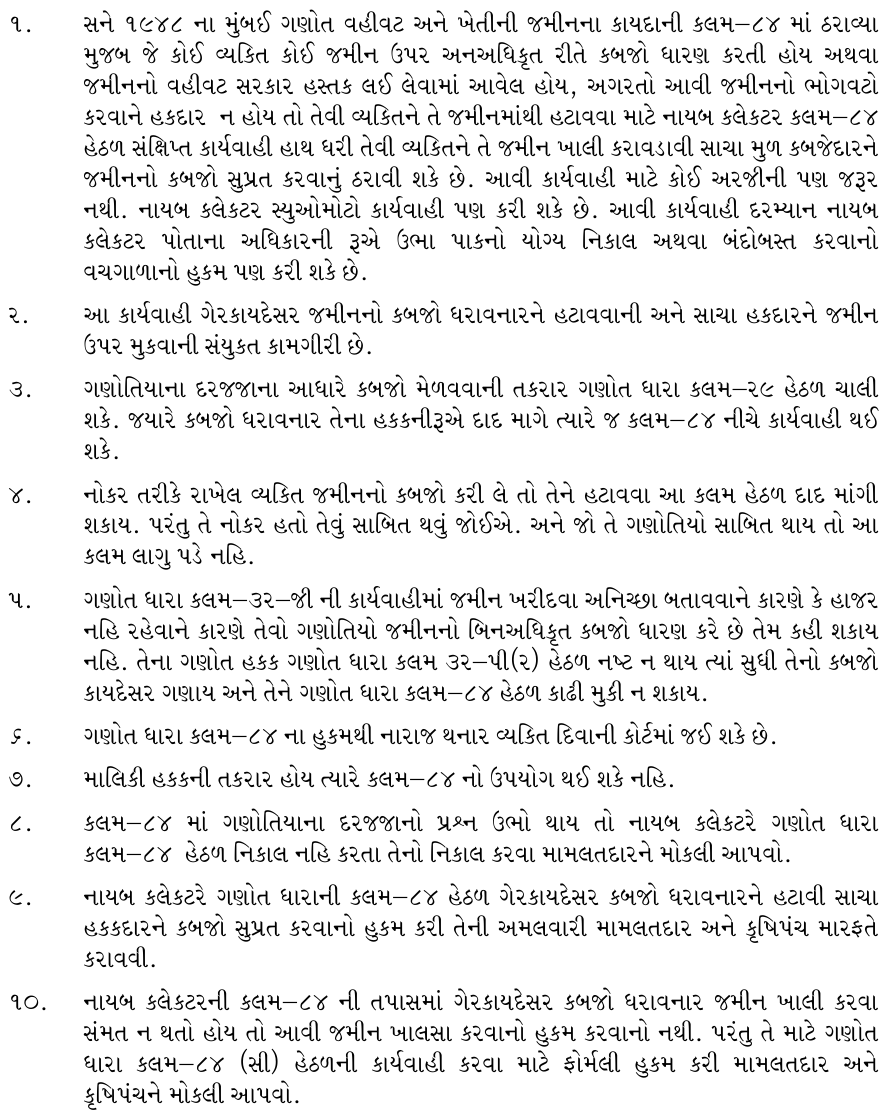 ૧. સને ૧૯૪૮ ના મુંબઈ ગણોત વહીવટ અને ખેતીની જમીનના કાયદાની કલમ–૮૪ માં ઠરાવ્યા
મુજબ જે કોઈ વ્યકિત કોઈ જમીન ઉપર અનઅધિકૃત રીતે કબજો ધારણ કરતી હોય અથવા
જમીનનો વહીવટ સરકાર હસ્તક લઈ લેવામાં આવેલ હોય, અગરતો આવી જમીનનો ભોગવટો
કરવાને હકદાર ન હોય તો તેવી વ્યકિતને તે જમીનમાંથી હટાવવા માટે નાયબ કલેકટર કલમ–૮૪
હેઠળ સંક્ષિપ્ત કાર્યવાહી હાથ ધરી તેવી વ્યકિતને તે જમીન ખાલી કરાવડાવી સાચા મુળ કબજેદારને
જમીનનો કબજો સુપ્રત કરવાનું ઠરાવી શકે છે. આવી કાર્યવાહી માટે કોઈ અરજીની પણ જરૂર
નથી. નાયબ કલેકટર સ્યુઓમોટો કાર્યવાહી પણ કરી શકે છે. આવી કાર્યવાહી દરમ્યાન નાયબ
કલેકટર પોતાના અધિકારની રૂએ ઉભા પાકનો યોગ્ય નિકાલ અથવા બંદોબસ્ત કરવાનો
વચગાળાનો હુકમ પણ કરી શકે છે.
ર. આ કાર્યવાહી ગેરકાયદેસર જમીનનો કબજો ધરાવનારને હટાવવાની અને સાચા હકદારને જમીન
ઉપર મુકવાની સંયુકત કામગીરી છે.
૩. ગણોતિયાના દરજજાના આધારે કબજો મેળવવાની તકરાર ગણોત ધારા કલમ–ર૯ હેઠળ ચાલી
શકે. જયારે કબજો ધરાવનાર તેના હકકનીરૂએ દાદ માગે ત્યારે જ કલમ–૮૪ નીચે કાર્યવાહી થઈ
શકે.
૪. નોકર તરીકે રાખેલ વ્યકિત જમીનનો કબજો કરી લે તો તેને હટાવવા આ કલમ હેઠળ દાદ માંગી
શકાય. પરંતુ તે નોકર હતો તેવું સાબિત થવું જોઈએ. અને જો તે ગણોતિયો સાબિત થાય તો આ
કલમ લાગુ પડે નહિ.
પ. ગણોત ધારા કલમ–૩ર–જી ની કાર્યવાહીમાં જમીન ખરીદવા અનિચ્છા બતાવવાને કારણે કે હાજર
નહિ રહેવાને કારણે તેવો ગણોતિયો જમીનનો બિનઅધિકૃત કબજો ધારણ કરે છે તેમ કહી શકાય
નહિ. તેના ગણોત હકક ગણોત ધારા કલમ ૩ર–પી(ર) હેઠળ નષ્ટ ન થાય ત્યાં સુધી તેનો કબજો
કાયદેસર ગણાય અને તેને ગણોત ધારા કલમ–૮૪ હેઠળ કાઢી મુકી ન શકાય.
૬. ગણોત ધારા કલમ–૮૪ ના હુકમથી નારાજ થનાર વ્યકિત દિવાની કોર્ટમાં જઈ શકે છે.
૭. માલિકી હકકની તકરાર હોય ત્યારે કલમ–૮૪ નો ઉપયોગ થઈ શકે નહિ.
૮. કલમ–૮૪ માં ગણોતિયાના દરજજાનો પ્રશ્ન ઉભો થાય તો નાયબ કલેકટરે ગણોત ધારા
કલમ–૮૪ હેઠળ નિકાલ નહિ કરતા તેનો નિકાલ કરવા મામલતદારને મોકલી આપવો.
૯. નાયબ કલેકટરે ગણોત ધારાની કલમ–૮૪ હેઠળ ગેરકાયદેસર કબજો ધરાવનારને હટાવી સાચા
હકકદારને કબજો સુપ્રત કરવાનો હુકમ કરી તેની અમલવારી મામલતદાર અને કૃષિપંચ મારફતે
કરાવવી.
૧૦. નાયબ કલેકટરની કલમ–૮૪ ની તપાસમાં ગેરકાયદેસર કબજો ધરાવનાર જમીન ખાલી કરવા
સંમત ન થતો હોય તો આવી જમીન ખાલસા કરવાનો હુકમ કરવાનો નથી. પરંતુ તે માટે ગણોત
ધારા કલમ–૮૪ (સી) હેઠળની કાર્યવાહી કરવા માટે ફોર્મલી હુકમ કરી મામલતદાર અને
કૃષિપંચને મોકલી આપવો.